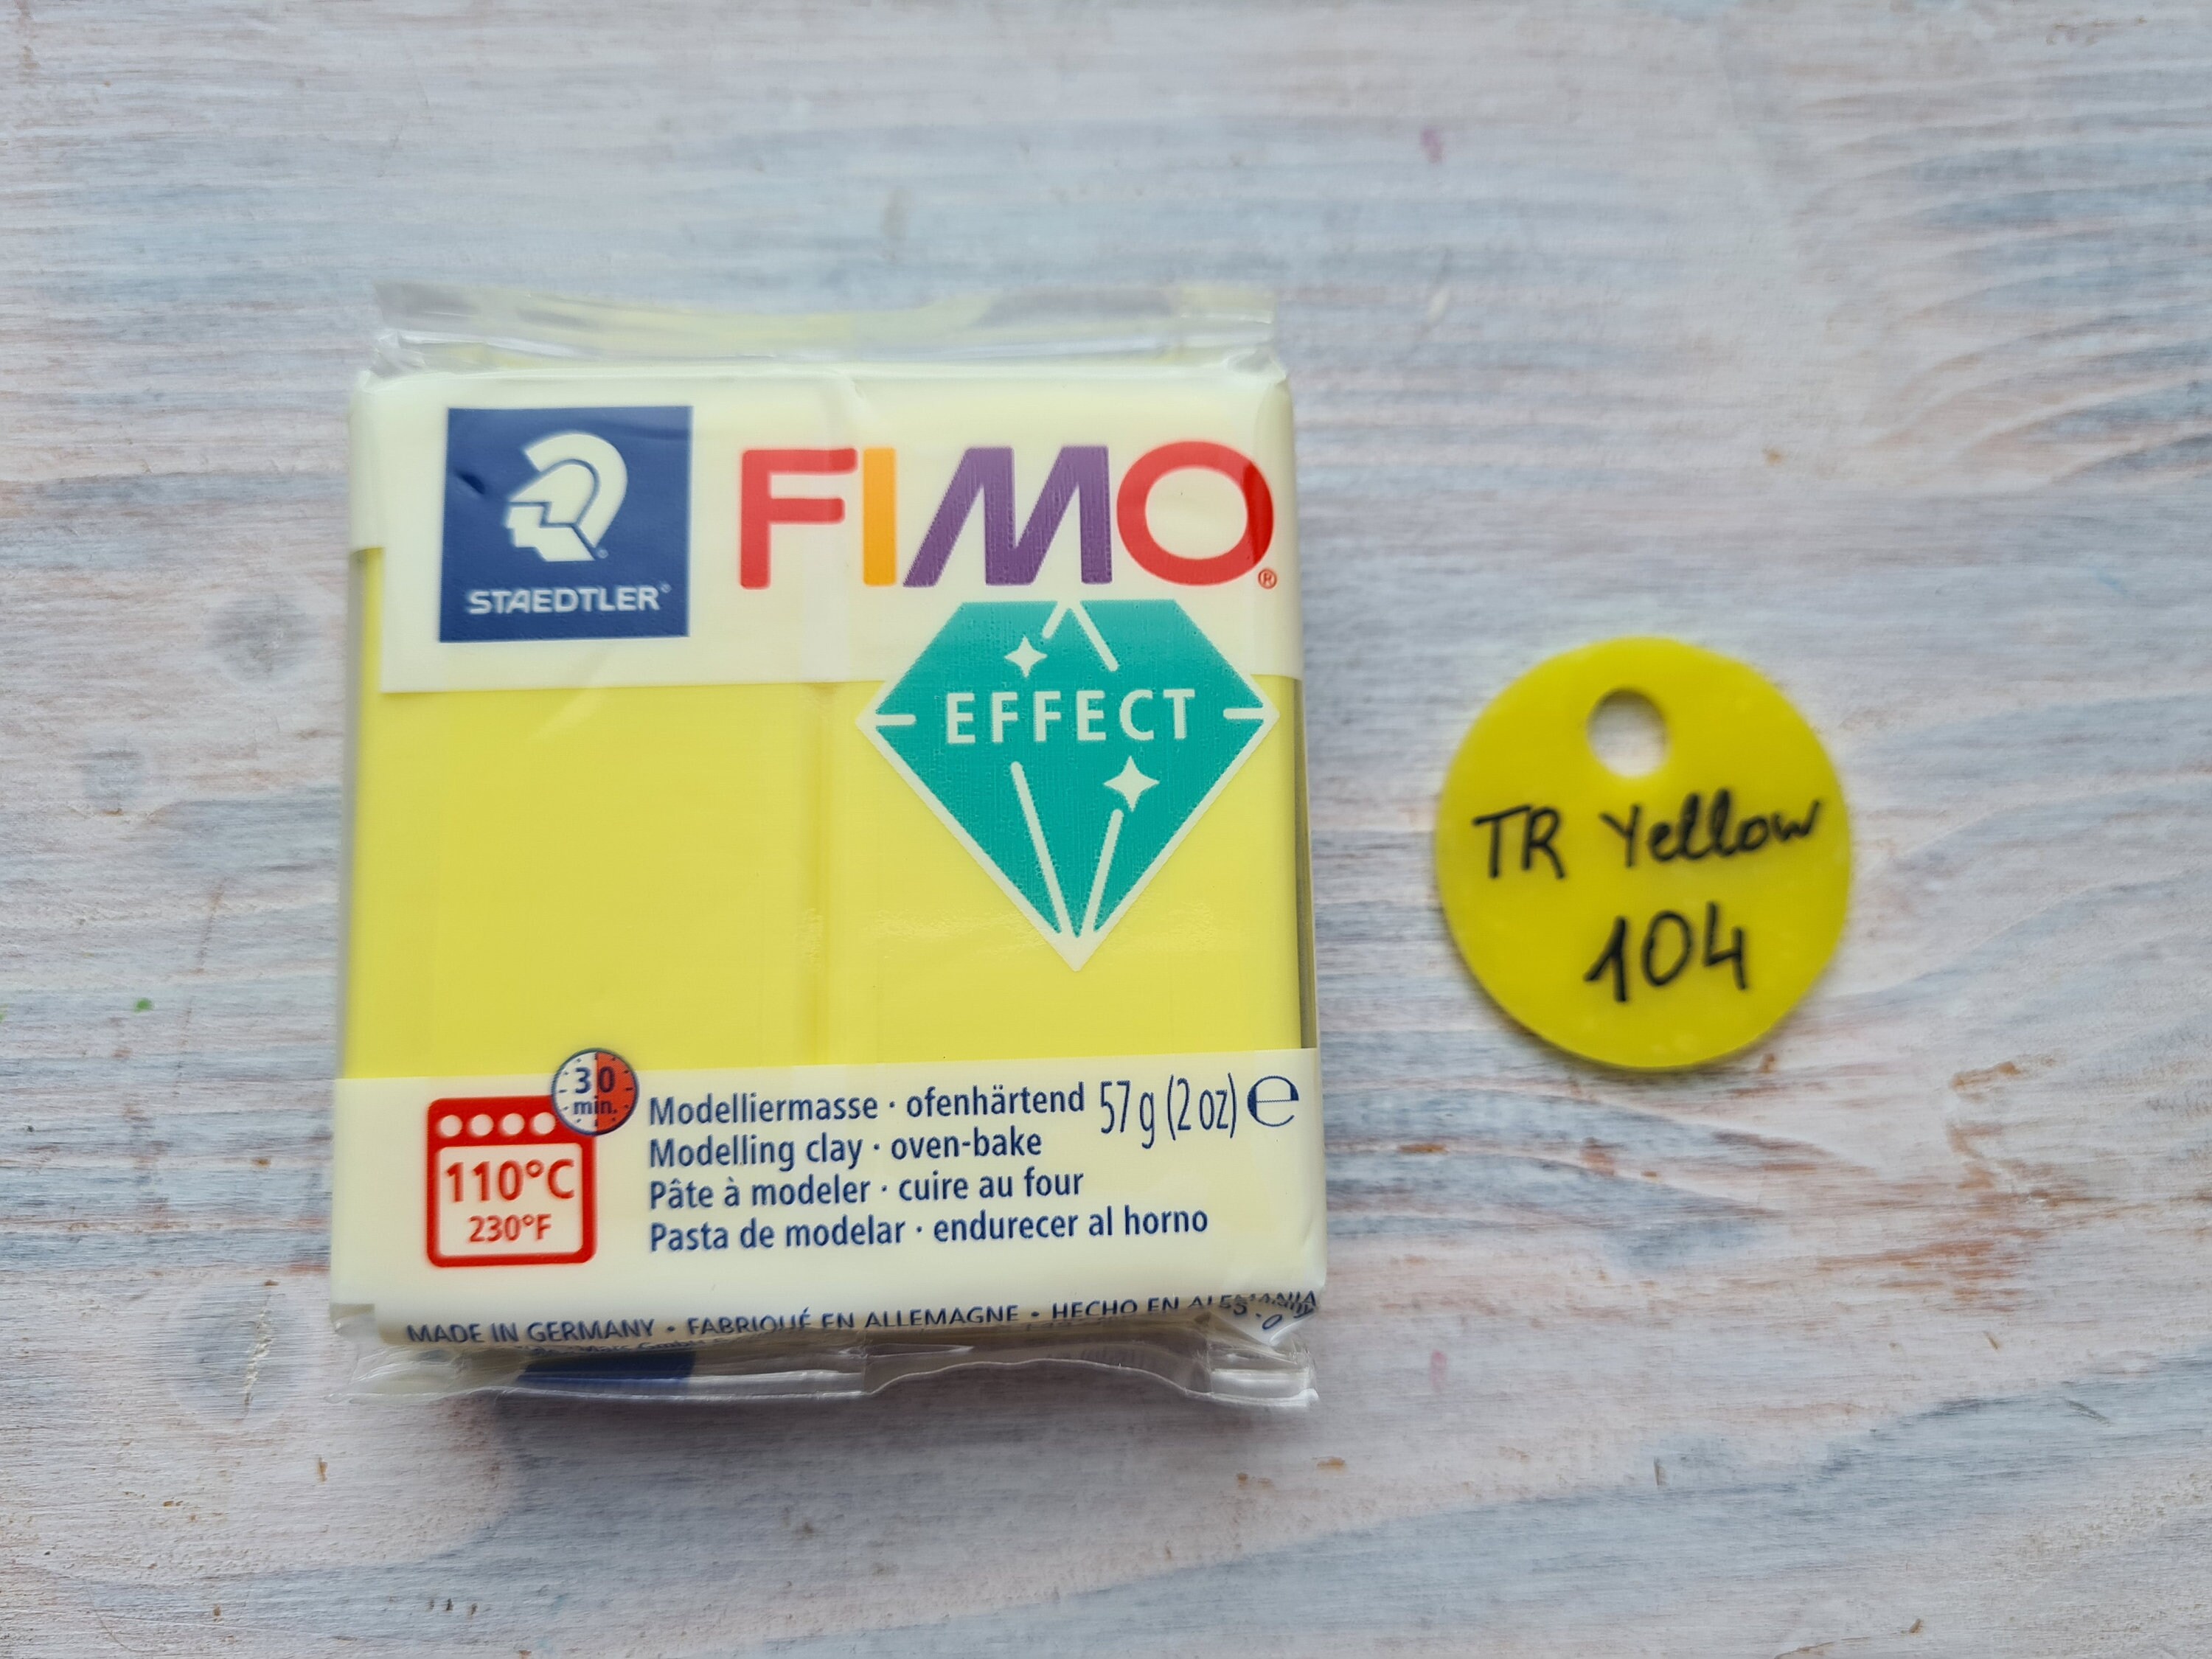 STAEDTLER®
FIMO®
EFFECT
30
min.
110°C
230°F
Modelliermasse · ofenhärtend 57 g (2 oz) ℮
Modelling clay · oven-bake
Pâte à modeler · cuire au four
Pasta de modelar · endurecer al horno
MADE IN GERMANY • FABRIQUÉ EN ALLEMAGNE • HECHO EN ALEMANIA
TR Yellow
104